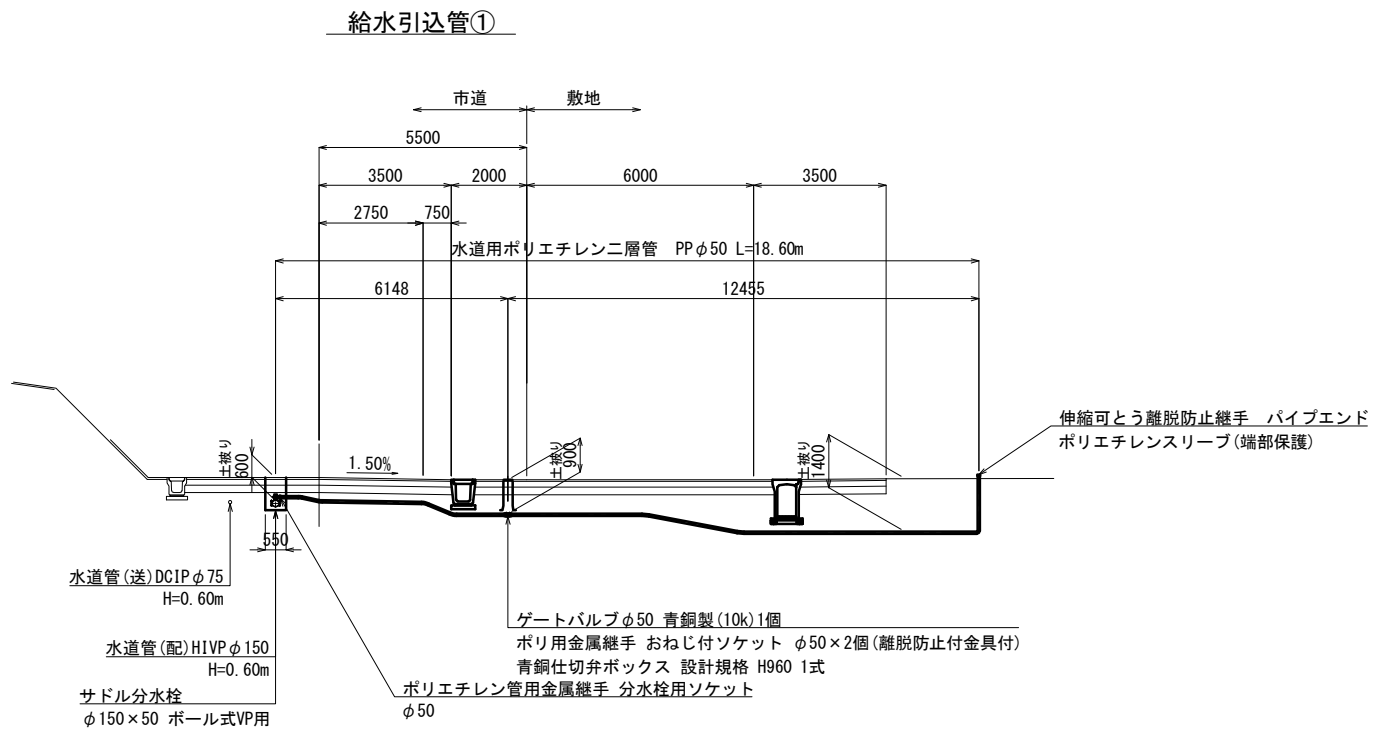 給水引込管①
市道
敷地
5500
3500
2000
6000
3500
2750
750
水道用ポリエチレン二層管 PPφ50 L=18.60m
6148
12455
伸縮可とう離脱防止継手 パイプエンド
ポリエチレンスリーブ(端部保護)
土被り
600
1.50%
土被り
900
土被り
1400
550
水道管(送)DCIPφ75
H=0.60m
ゲートバルブφ50 青銅製(10k)1個
ポリ用金属継手 おねじ付ソケット φ50×2個(離脱防止付金具付)
青銅仕切弁ボックス 設計規格 H960 1式
水道管(配)HIVPφ150
H=0.60m
サドル分水栓
φ150×50 ボール式VP用
ポリエチレン管用金属継手 分水栓用ソケット
φ50